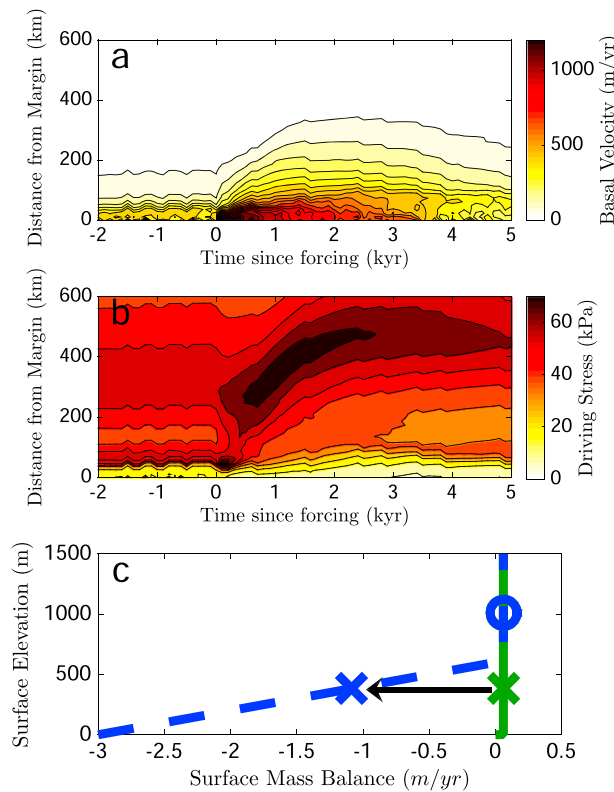 a
600
400
200
0
Distance from Margin (km)
-2 -1 0 1 2 3 4 5
Time since forcing (kyr)
1000
500
0
Basal Velocity (m/yr)
b
600
400
200
0
Distance from Margin (km)
-2 -1 0 1 2 3 4 5
Time since forcing (kyr)
60
40
20
0
Driving Stress (kPa)
c
1500
1000
500
0
Surface Elevation (m)
-3 -2.5 -2 -1.5 -1 -0.5 0 0.5
Surface Mass Balance (m/yr)